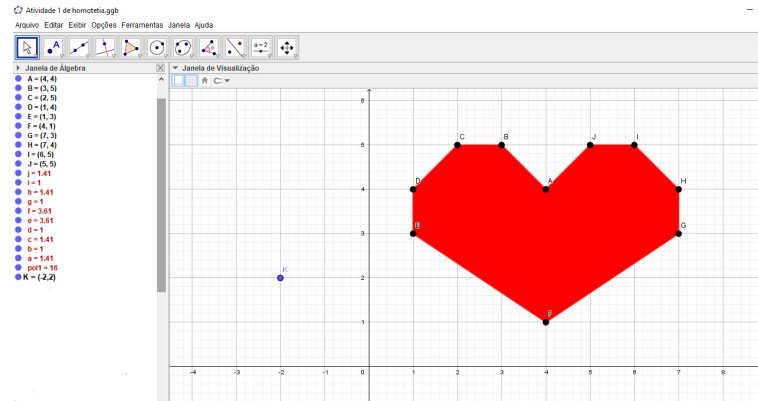 Atividade 1 de homotetia.ggb
Arquivo Editar Exibir Opções Ferramentas Janela Ajuda
A
a=2
Janela de Álgebra
Janela de Visualização
A = (4, 4)
B = (3, 5)
C = (2, 5)
D = (1, 4)
E = (1, 3)
F = (4, 1)
G = (7, 3)
H = (7, 4)
I = (6, 5)
J = (5, 5)
j = 1.41
i = 1
h = 1.41
g = 1
f = 3.61
e = 3.61
d = 1
c = 1.41
b = 1
a = 1.41
pol1 = 16
K = (-2,2)
6
5
4
3
2
1
0
C B J I
D A H
E G
K
F
-4 -3 -2 -1 0 1 2 3 4 5 6 7 8